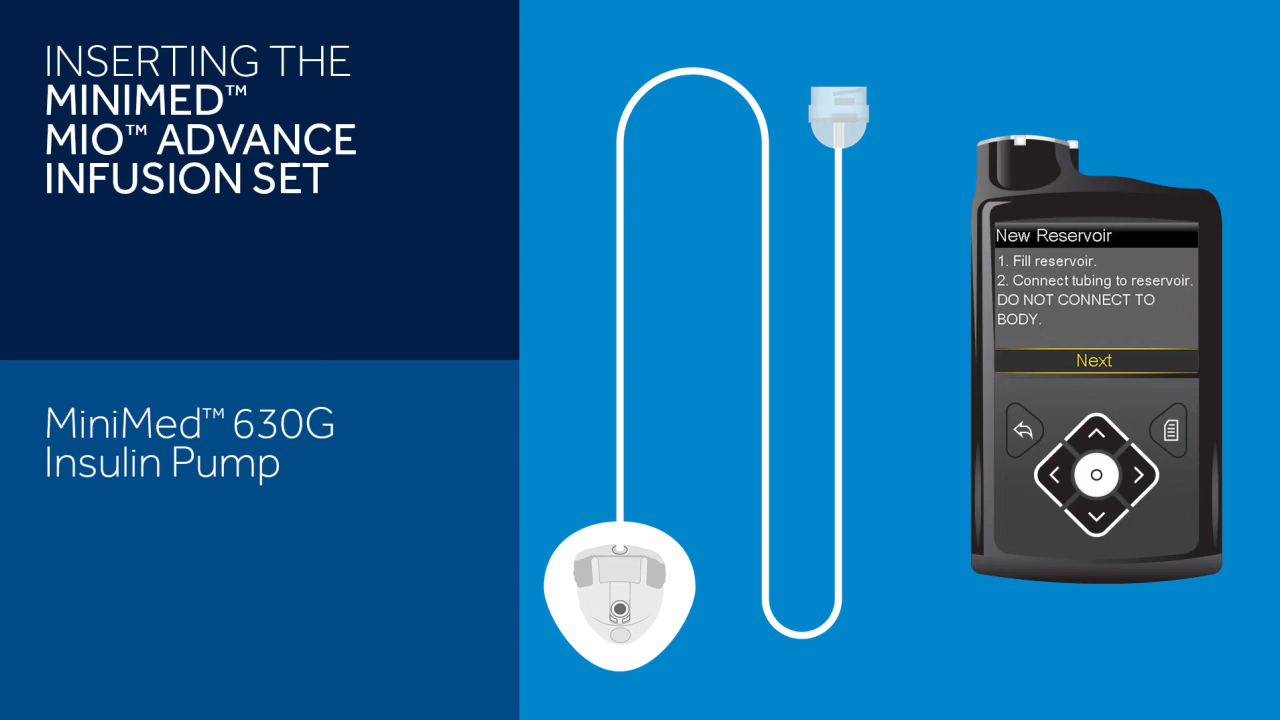 INSERTING THE
MINIMED™
MIO™ ADVANCE
INFUSION SET
MiniMed™ 630G
Insulin Pump
New Reservoir
1. Fill reservoir.
2. Connect tubing to reservoir.
DO NOT CONNECT TO
BODY.
Next